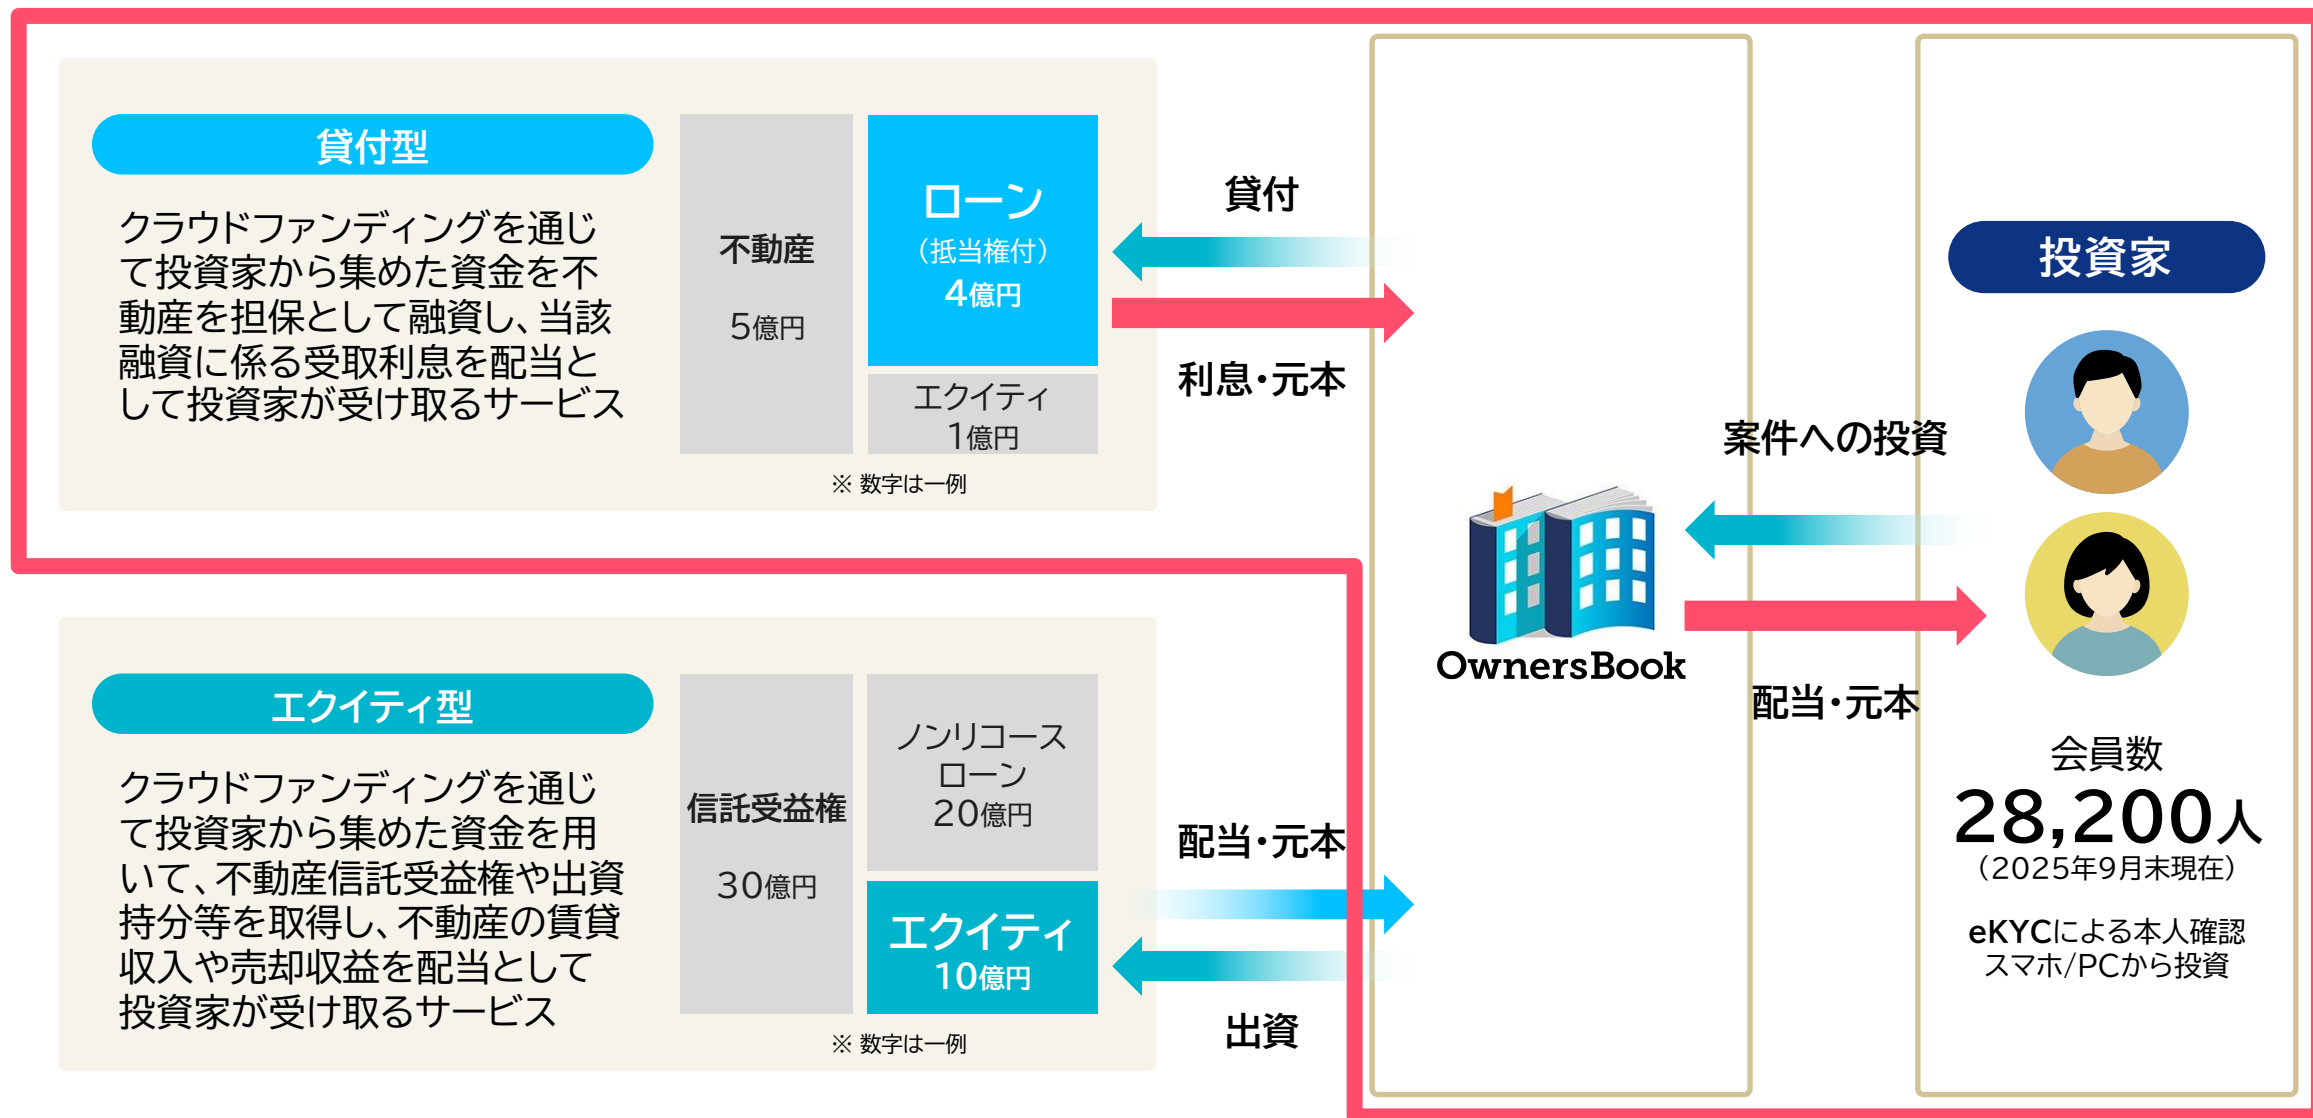 貸付型
クラウドファンディングを通じ
て投資家から集めた資金を不
動産を担保として融資し、当該
融資に係る受取利息を配当と
して投資家が受け取るサービス
不動産
5億円
ローン
（抵当権付）
4億円
エクイティ
1億円
※ 数字は一例
貸付
利息・元本
エクイティ型
クラウドファンディングを通じ
て投資家から集めた資金を用
いて、不動産信託受益権や出資
持分等を取得し、不動産の賃貸
収入や売却収益を配当として
投資家が受け取るサービス
信託受益権
30億円
ノンリコース
ローン
20億円
エクイティ
10億円
※ 数字は一例
配当・元本
出資
OwnersBook
案件への投資
配当・元本
投資家
会員数
28,200人
（2025年9月末現在）
eKYCによる本人確認
スマホ/PCから投資